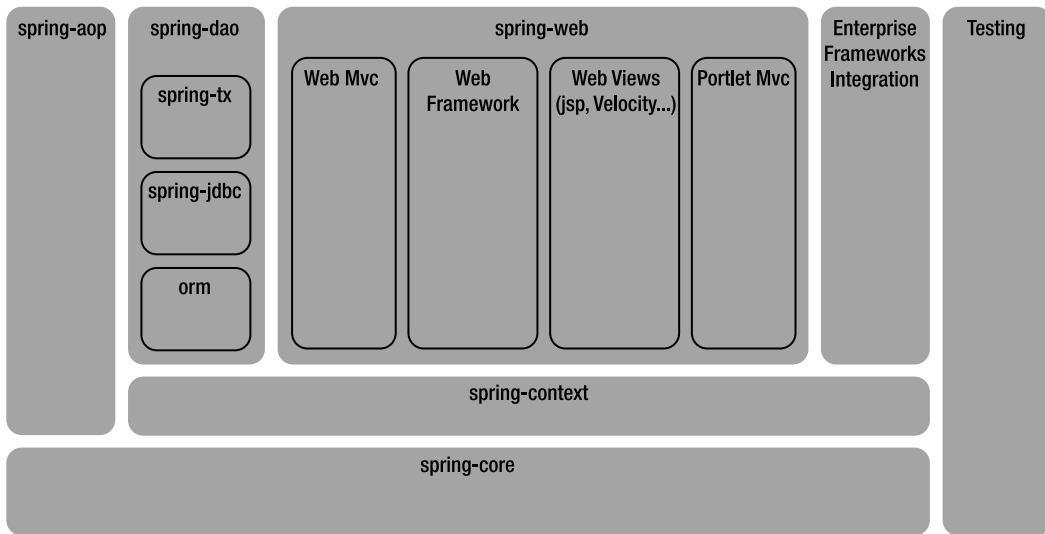 spring-aop
spring-dao
spring-tx
spring-jdbc
orm
spring-web
Web Mvc
Web
Framework
Web Views
(jsp, Velocity...)
Portlet Mvc
Enterprise
Frameworks
Integration
Testing
spring-context
spring-core